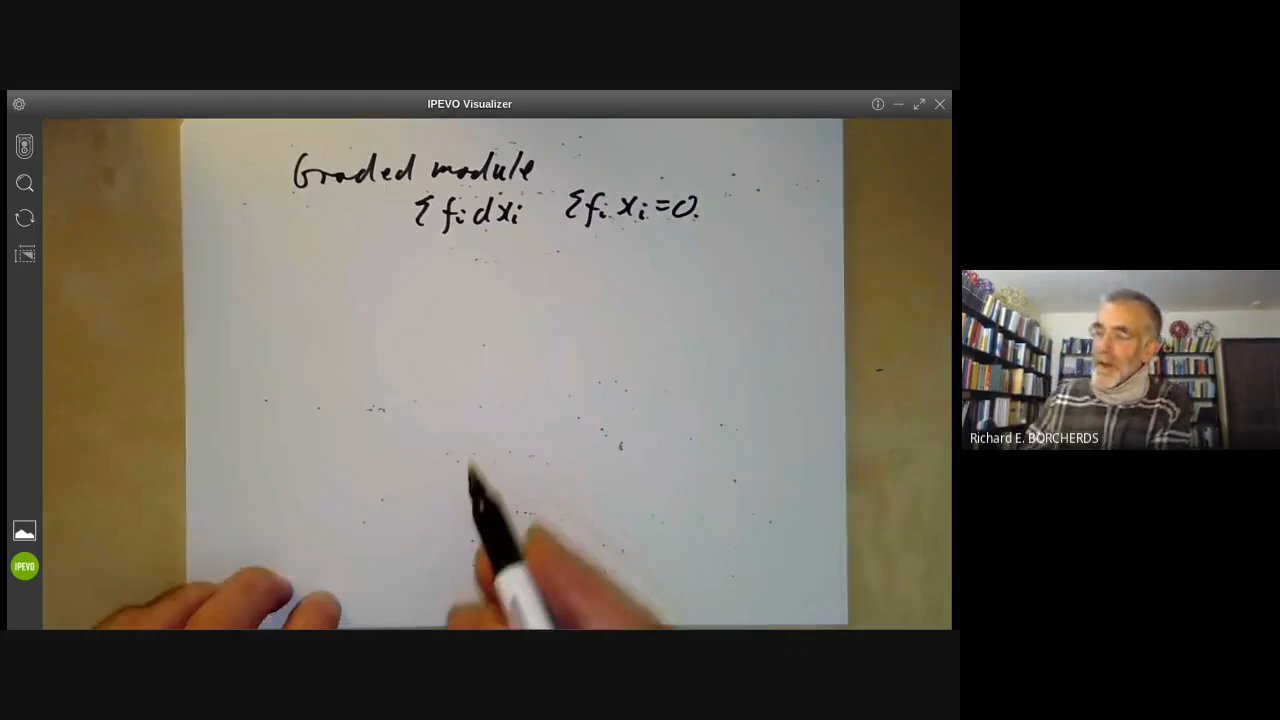 IPEVO Visualizer
Graded module
Σ fᵢ dxᵢ Σ fᵢ xᵢ = 0.
Richard E. BORCHERDS
IPEVO